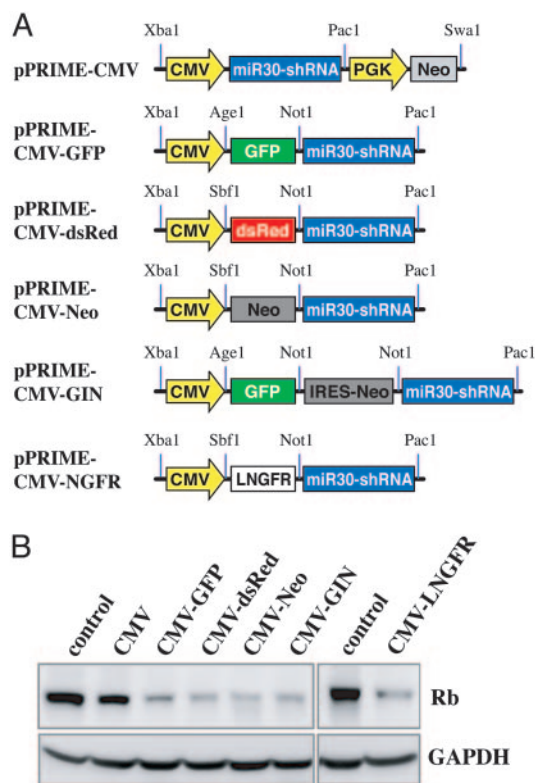 A
Xba1 Pac1 Swa1
pPRIME-CMV CMV miR30-shRNA PGK Neo
Xba1 Age1 Not1 Pac1
pPRIME-
CMV-GFP CMV GFP miR30-shRNA
Xba1 Sbf1 Not1 Pac1
pPRIME-
CMV-dsRed CMV dsRed miR30-shRNA
Xba1 Sbf1 Not1 Pac1
pPRIME-
CMV-Neo CMV Neo miR30-shRNA
Xba1 Age1 Not1 Not1 Pac1
pPRIME-
CMV-GIN CMV GFP IRES-Neo miR30-shRNA
Xba1 Sbf1 Not1 Pac1
pPRIME-
CMV-NGFR CMV LNGFR miR30-shRNA
B
control CMV CMV-GFP CMV-dsRed CMV-Neo CMV-GIN control CMV-LNGFR
Rb
GAPDH